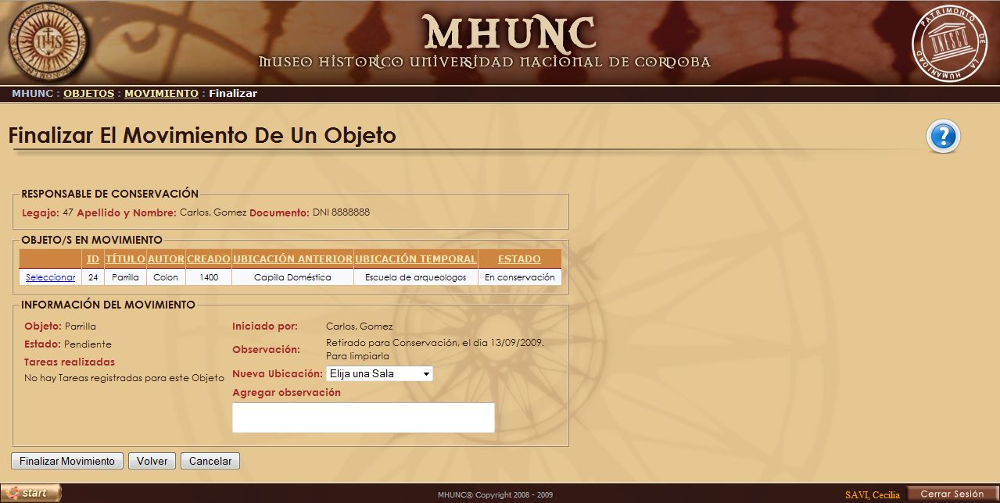 MHUNC
MUSEO HISTORICO UNIVERSIDAD NACIONAL DE CORDOBA
IHS
PATRIMONIO DE LA HUMANIDAD
UNESCO
MHUNC : OBJETOS : MOVIMIENTO : Finalizar
Finalizar El Movimiento De Un Objeto
?
RESPONSABLE DE CONSERVACIÓN
Legajo: 47 Apellido y Nombre: Carlos, Gomez Documento: DNI 8888888
OBJETO/S EN MOVIMIENTO
ID TÍTULO AUTOR CREADO UBICACIÓN ANTERIOR UBICACIÓN TEMPORAL ESTADO
Seleccionar 24 Parrilla Colon 1400 Capilla Doméstica Escuela de arqueologos En conservación
INFORMACIÓN DEL MOVIMIENTO
Objeto: Parrilla
Estado: Pendiente
Tareas realizadas
No hay Tareas registradas para este Objeto
Iniciado por: Carlos, Gomez
Observación: Retirado para Conservación, el dia 13/09/2009.
Para limpiarla
Nueva Ubicación: Elija una Sala
Agregar observación
Finalizar Movimiento Volver Cancelar
start MHUNC® Copyright 2008 - 2009 SAVI, Cecilia Cerrar Sesión